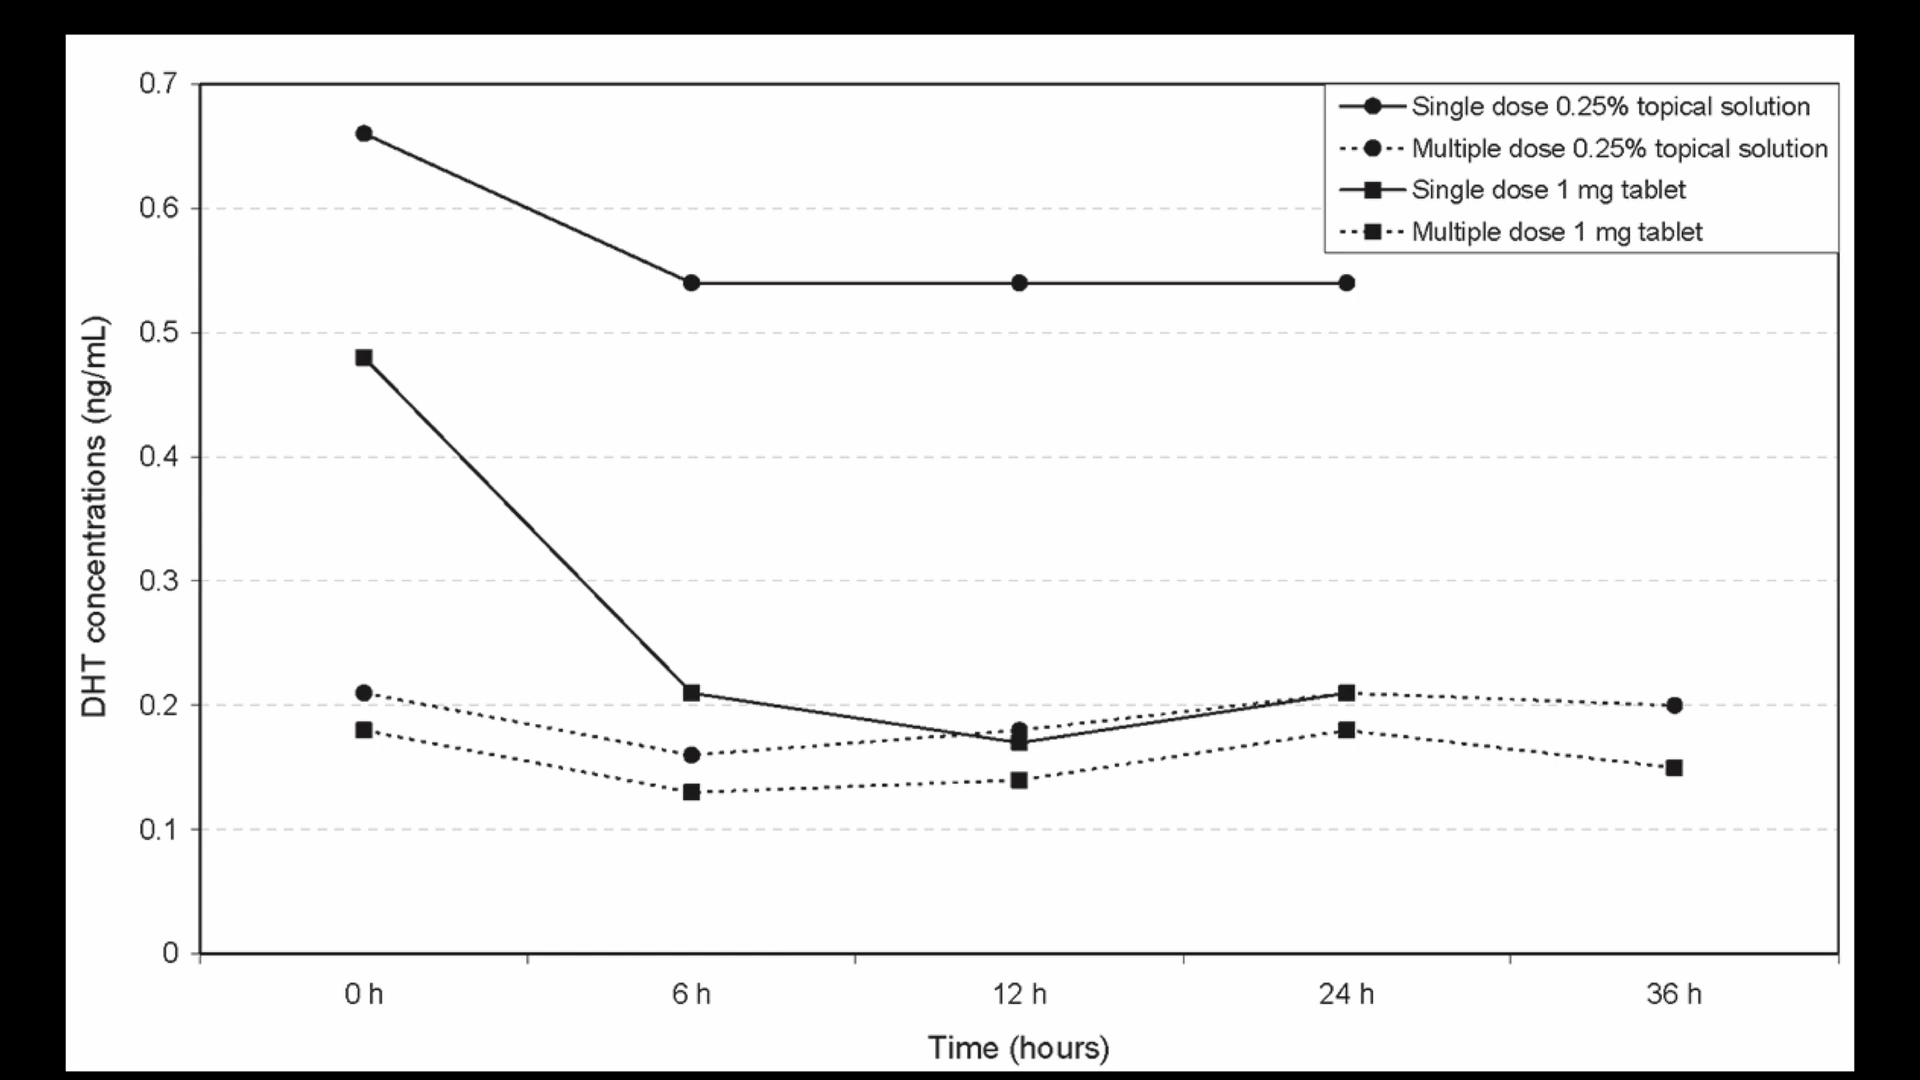 0.7
0.6
0.5
0.4
0.3
0.2
0.1
0
DHT concentrations (ng/mL)
Single dose 0.25% topical solution
Multiple dose 0.25% topical solution
Single dose 1 mg tablet
Multiple dose 1 mg tablet
0 h 6 h 12 h 24 h 36 h
Time (hours)